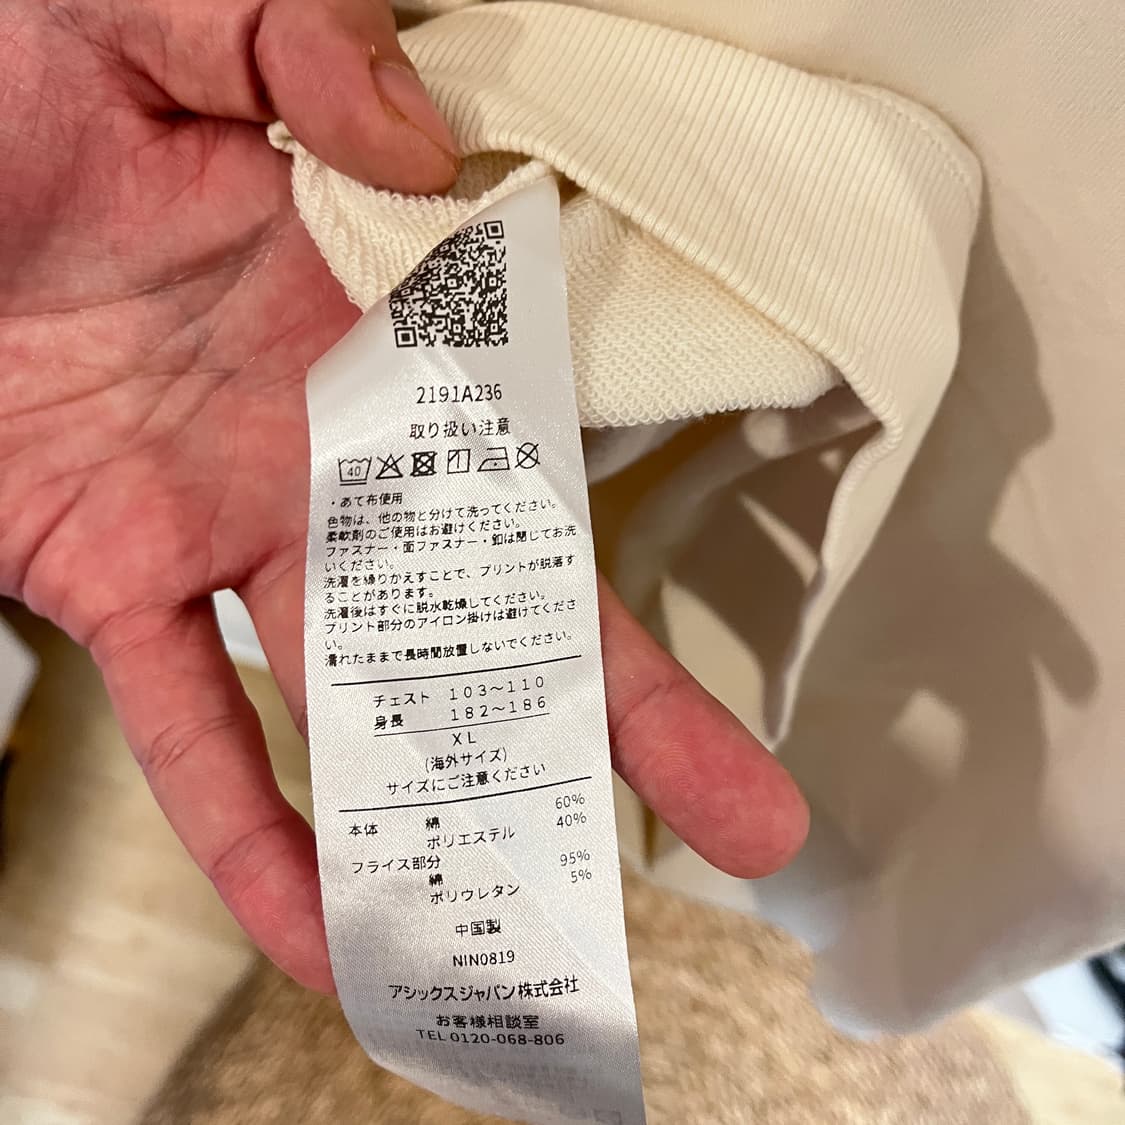 2191A236
取り扱い注意
40
・あて布使用
色物は、他の物と分けて洗ってください。
柔軟剤のご使用はお避けください。
ファスナー・面ファスナー・釦は閉じてお洗
いください。
洗濯を繰りかえすことで、プリントが脱落す
ることがあります。
洗濯後はすぐに脱水乾燥してください。
プリント部分のアイロン掛けは避けてくださ
い。
濡れたままで長時間放置しないでください。
チェスト 103～110
身長 182～186
XL
(海外サイズ)
サイズにご注意ください
本体 綿 60%
ポリエステル 40%
フライス部分
綿 95%
ポリウレタン 5%
中国製
NIN0819
アシックスジャパン株式会社
お客様相談室
TEL 0120-068-806